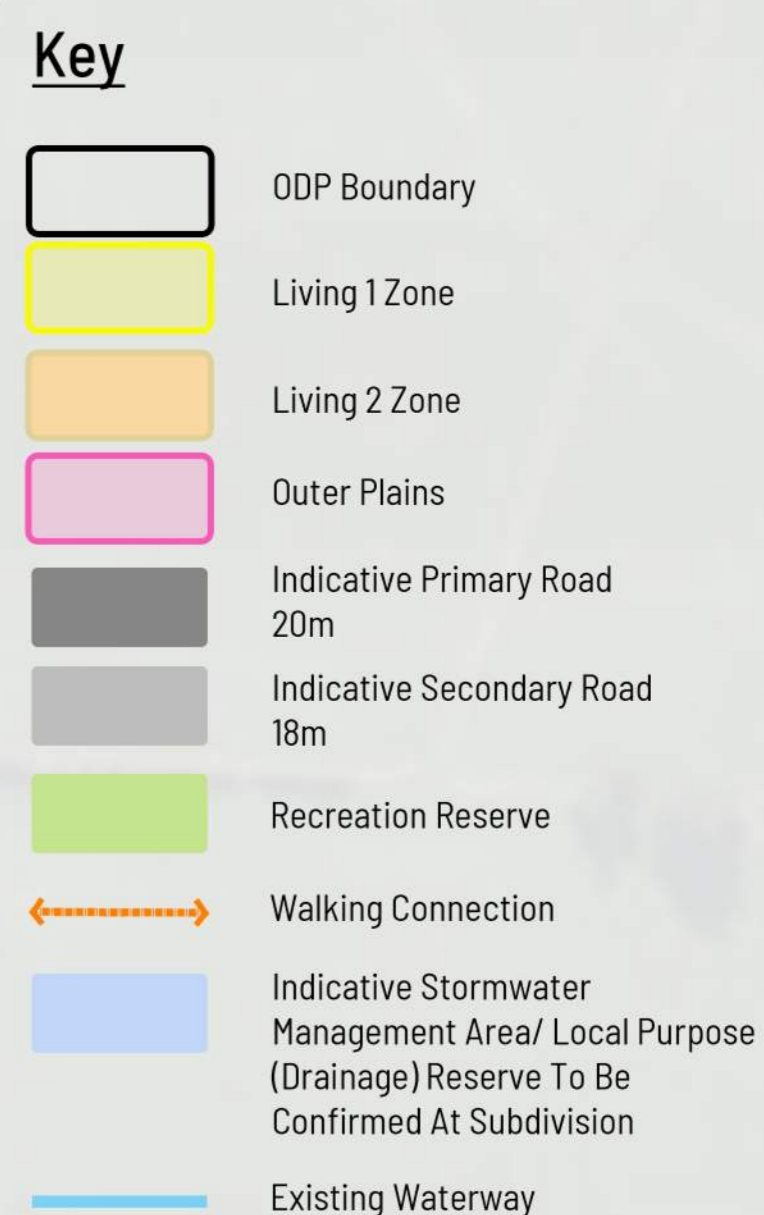 Key
ODP Boundary
Living 1 Zone
Living 2 Zone
Outer Plains
Indicative Primary Road
20m
Indicative Secondary Road
18m
Recreation Reserve
Walking Connection
Indicative Stormwater
Management Area/ Local Purpose
(Drainage) Reserve To Be
Confirmed At Subdivision
Existing Waterway